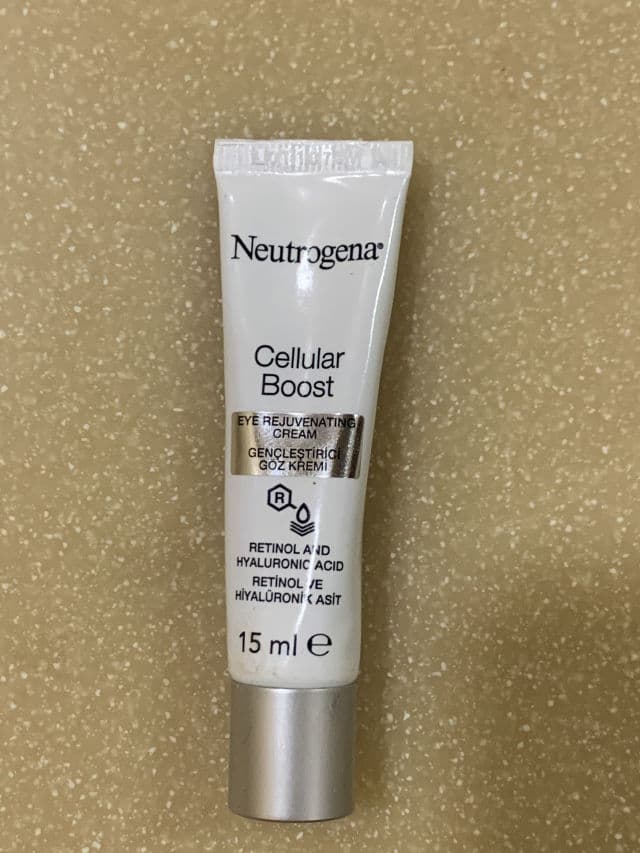 Neutrogena®
Cellular
Boost
EYE REJUVENATING
CREAM
GENÇLEŞTİRİCİ
GÖZ KREMİ
R
RETINOL AND
HYALURONIC ACID
RETİNOL VE
HİYALÜRONİK ASİT
15 ml ℮